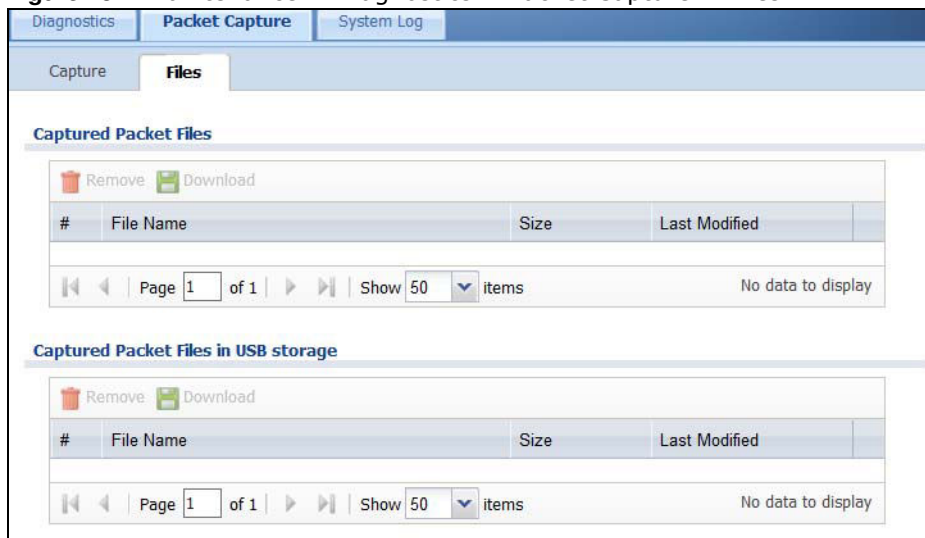 Diagnostics Packet Capture System Log
Capture Files
Captured Packet Files
Remove Download
# File Name Size Last Modified
Page 1 of 1 Show 50 items No data to display
Captured Packet Files in USB storage
Remove Download
# File Name Size Last Modified
Page 1 of 1 Show 50 items No data to display